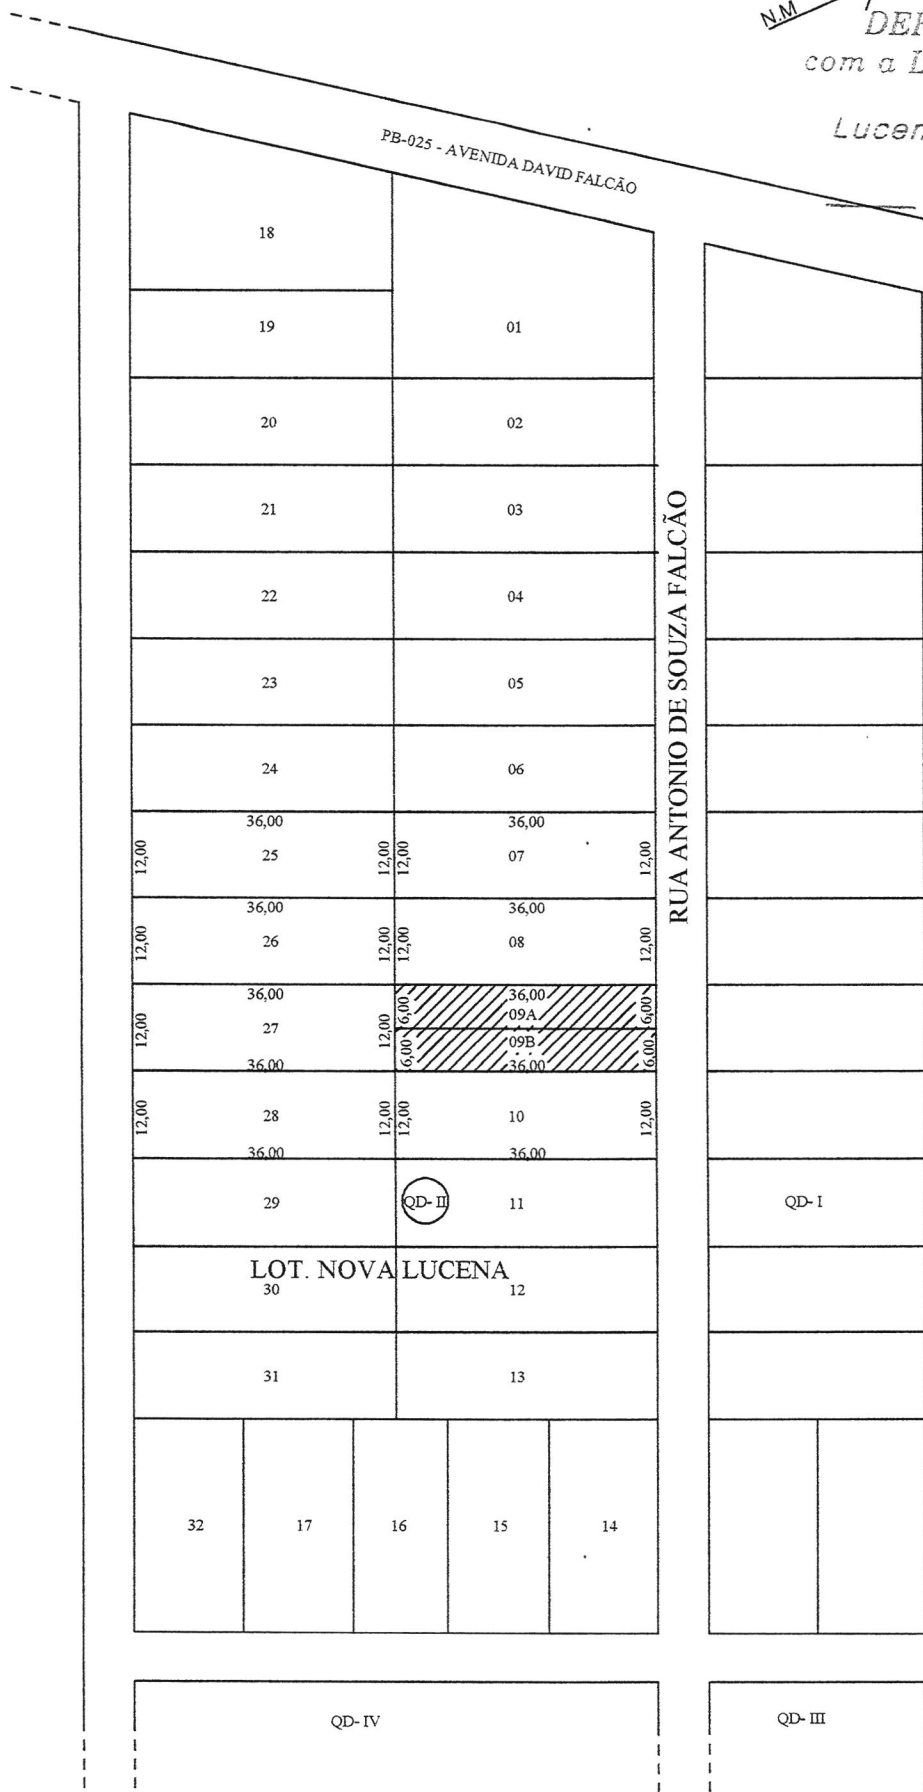 N.M
com a L
Lucen
PB-025 - AVENIDA DAVID FALCÃO
18
19
01
20
02
21
03
22
04
23
05
24
06
RUA ANTONIO DE SOUZA FALCÃO
36,00 36,00
12,00 25 12,00 12,00 07 12,00
36,00 36,00
12,00 26 12,00 12,00 08 12,00
36,00 36,00
6,00 09A 6,00
12,00 27 12,00
6,00 09B 6,00
36,00 36,00
12,00 28 12,00 12,00 10 12,00
36,00 36,00
29 QD- II 11 QD- I
LOT. NOVA LUCENA
30 12
31 13
32 17 16 15 14
QD- IV QD- III